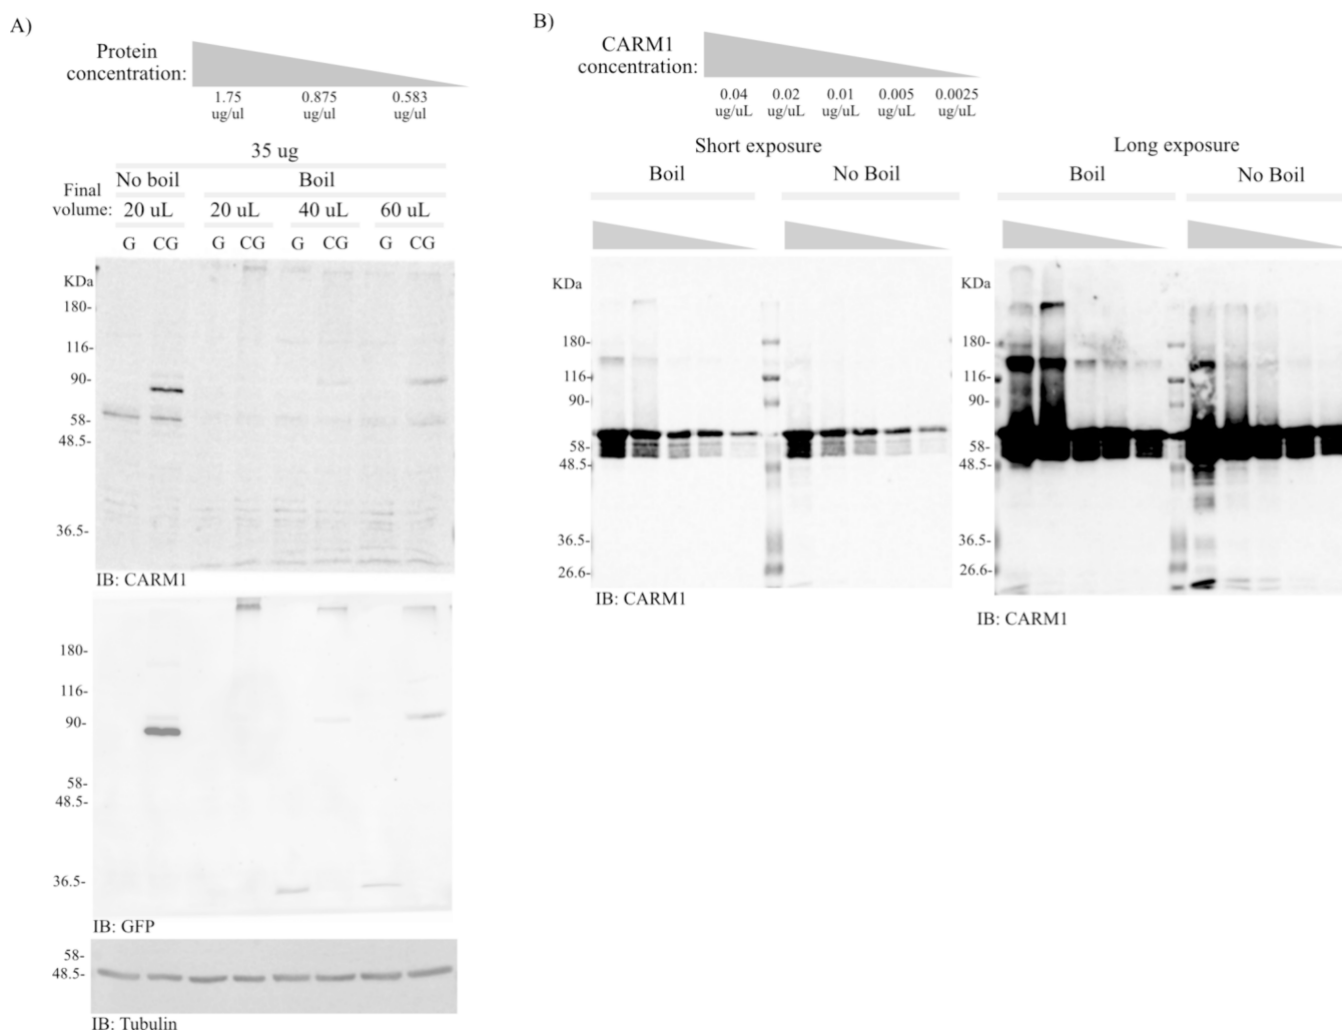 A)
Protein
concentration:
1.75 0.875 0.583
ug/ul ug/ul ug/ul
35 ug
No boil Boil
Final
volume:
20 uL 20 uL 40 uL 60 uL
G CG G CG G CG G CG
KDa
180-
116-
90-
58-
48.5-
36.5-
IB: CARM1
180-
116-
90-
58-
48.5-
36.5-
IB: GFP
58-
48.5-
IB: Tubulin
B)
CARM1
concentration:
0.04 0.02 0.01 0.005 0.0025
ug/uL ug/uL ug/uL ug/uL ug/uL
Short exposure
Boil No Boil
KDa
180-
116-
90-
58-
48.5-
36.5-
26.6-
IB: CARM1
Long exposure
Boil No Boil
KDa
180-
116-
90-
58-
48.5-
36.5-
26.6-
IB: CARM1